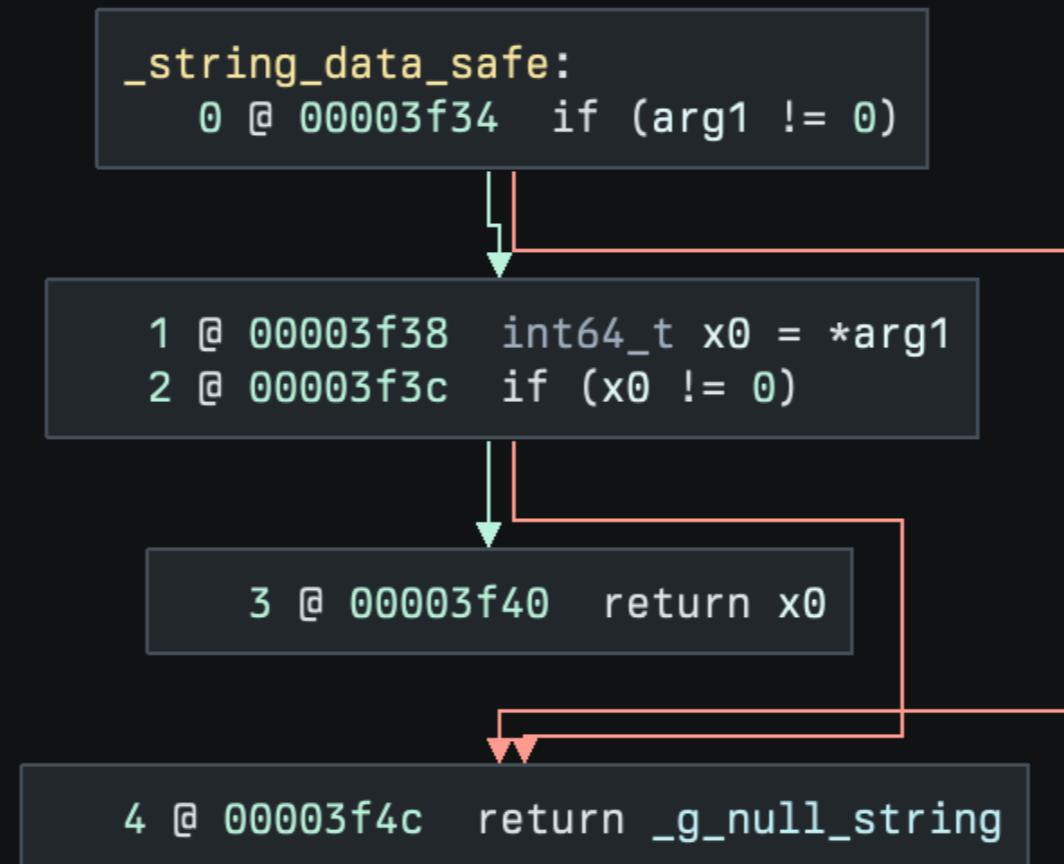 _string_data_safe:
0 @ 00003f34  if (arg1 != 0)
1 @ 00003f38  int64_t x0 = *arg1
2 @ 00003f3c  if (x0 != 0)
3 @ 00003f40  return x0
4 @ 00003f4c  return _g_null_string